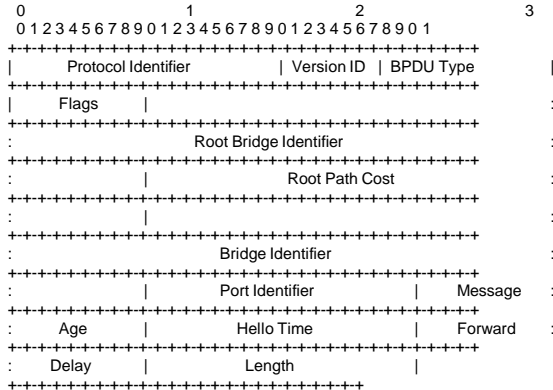 0 1 2 3
0 1 2 3 4 5 6 7 8 9 0 1 2 3 4 5 6 7 8 9 0 1 2 3 4 5 6 7 8 9 0 1
+-+-+-+-+-+-+-+-+-+-+-+-+-+-+-+-+-+-+-+-+-+-+-+-+-+-+-+-+-+-+-+-+
| Protocol Identifier | Version ID | BPDU Type |
+-+-+-+-+-+-+-+-+-+-+-+-+-+-+-+-+-+-+-+-+-+-+-+-+-+-+-+-+-+-+-+-+
| Flags | :
+-+-+-+-+-+-+-+-+-+-+-+-+-+-+-+-+-+-+-+-+-+-+-+-+-+-+-+-+-+-+-+-+
: Root Bridge Identifier :
+-+-+-+-+-+-+-+-+-+-+-+-+-+-+-+-+-+-+-+-+-+-+-+-+-+-+-+-+-+-+-+-+
: | Root Path Cost :
+-+-+-+-+-+-+-+-+-+-+-+-+-+-+-+-+-+-+-+-+-+-+-+-+-+-+-+-+-+-+-+-+
: | :
+-+-+-+-+-+-+-+-+-+-+-+-+-+-+-+-+-+-+-+-+-+-+-+-+-+-+-+-+-+-+-+-+
: Bridge Identifier :
+-+-+-+-+-+-+-+-+-+-+-+-+-+-+-+-+-+-+-+-+-+-+-+-+-+-+-+-+-+-+-+-+
: | Port Identifier | Message :
+-+-+-+-+-+-+-+-+-+-+-+-+-+-+-+-+-+-+-+-+-+-+-+-+-+-+-+-+-+-+-+-+
: Age | Hello Time | Forward :
+-+-+-+-+-+-+-+-+-+-+-+-+-+-+-+-+-+-+-+-+-+-+-+-+-+-+-+-+-+-+-+-+
: Delay | Length |
+-+-+-+-+-+-+-+-+-+-+-+-+-+-+-+-+-+-+-+-+-+-+-+-+